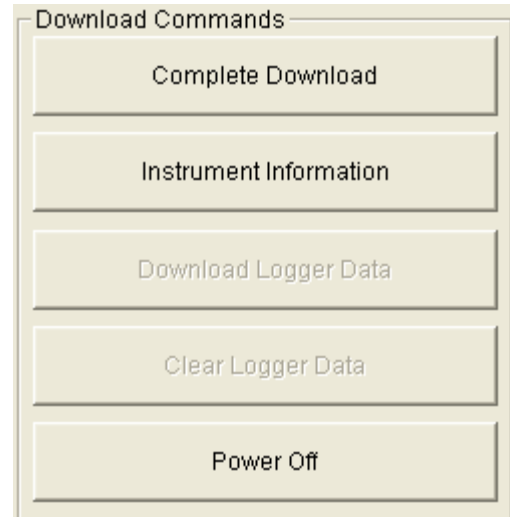 Download Commands
Complete Download
Instrument Information
Download Logger Data
Clear Logger Data
Power Off